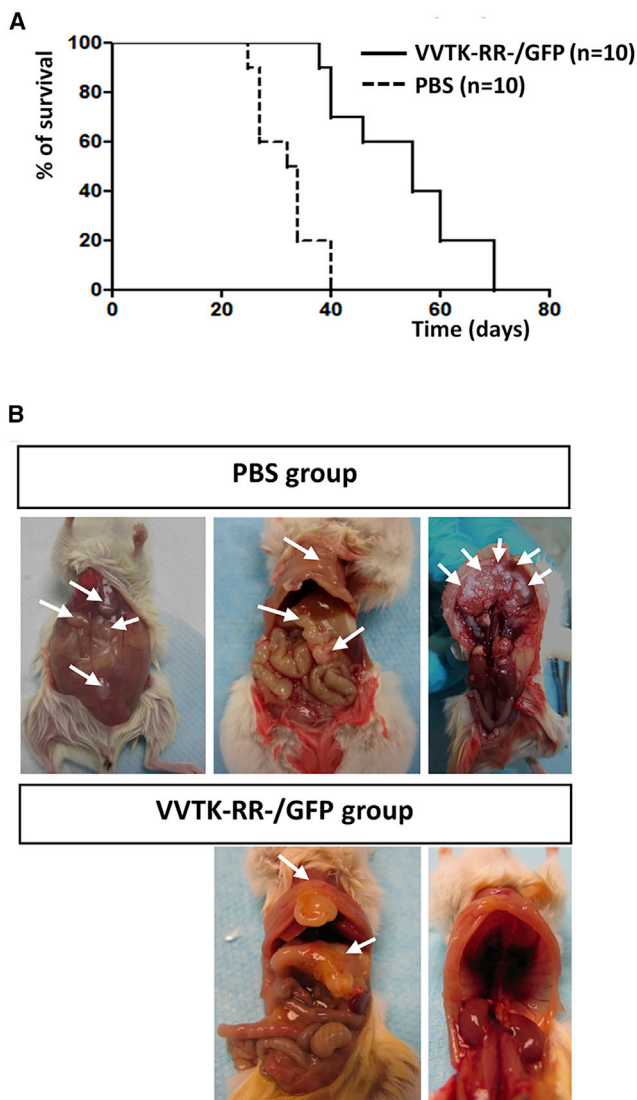 A
% of survival
100
80
60
40
20
0
0 20 40 60 80
Time (days)
VVTK-RR-/GFP (n=10)
PBS (n=10)
B
PBS group
VVTK-RR-/GFP group